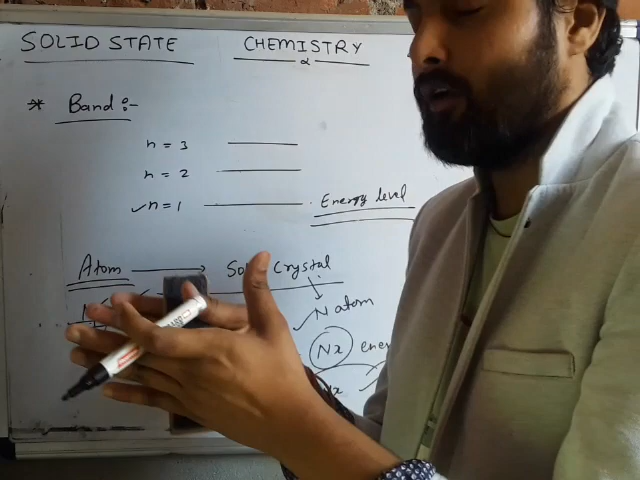 SOLID STATE CHEMISTRY
* Band :-
n = 3
n = 2
✓n = 1 Energy level
Atom → Crystal
✓ N atom
Nx